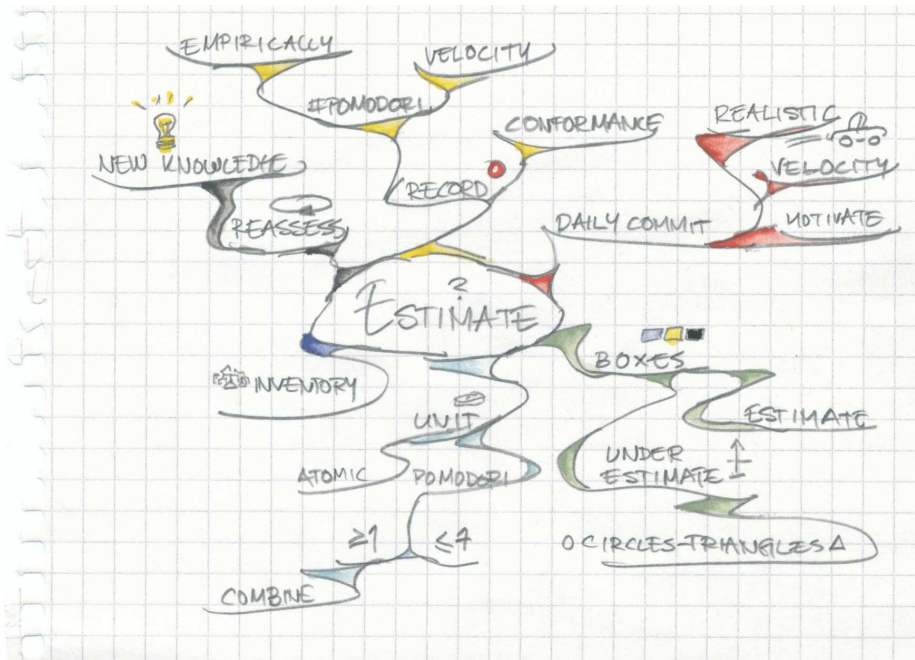 EMPIRICALLY
VELOCITY
#POMODORI
CONFORMANCE
REALISTIC
NEW KNOWLEDGE
VELOCITY
RECORD
REASSESS
DAILY COMMIT
MOTIVATE
?
ESTIMATE
BOXES
INVENTORY
UNIT
ESTIMATE
ATOMIC
POMODORI
UNDER
ESTIMATE
≥1
≤7
O CIRCLES-TRIANGLES Δ
COMBINE